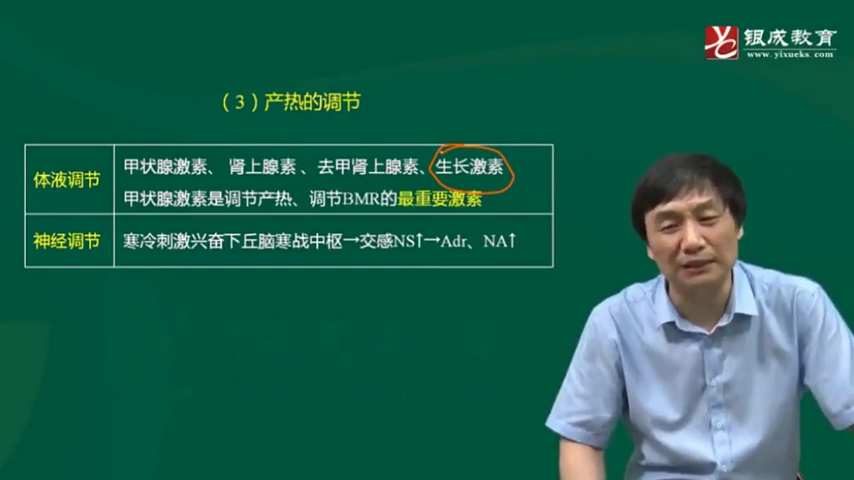 银成教育
www.yixueks.com
（3）产热的调节
体液调节
甲状腺激素、 肾上腺素 、去甲肾上腺素、生长激素
甲状腺激素是调节产热、调节BMR的最重要激素
神经调节
寒冷刺激兴奋下丘脑寒战中枢→交感NS↑→Adr、NA↑